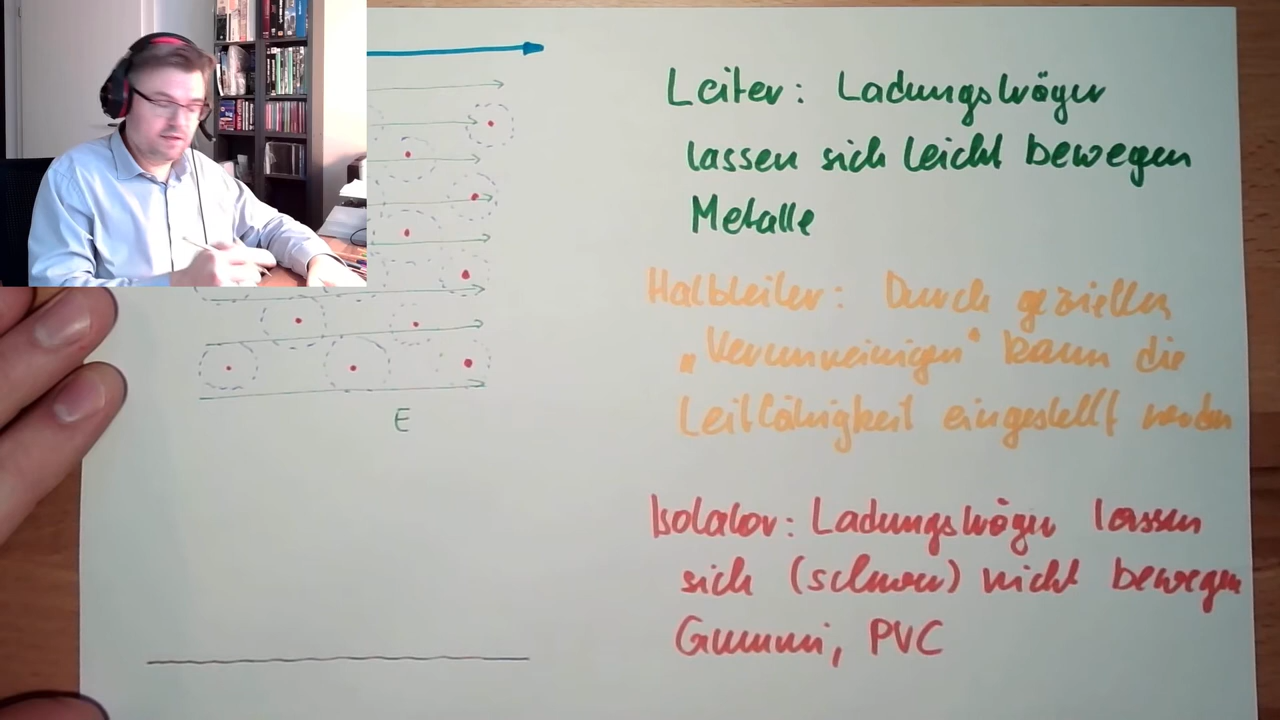 Leiter: Ladungsträger
lassen sich leicht bewegen
Metalle
Halbleiter: Durch gezieltes
„Verunreinigen" kann die
Leitfähigkeit eingestellt werden
E
Isolator: Ladungsträger lassen
sich (schwer) nicht bewegen
Gummi, PVC